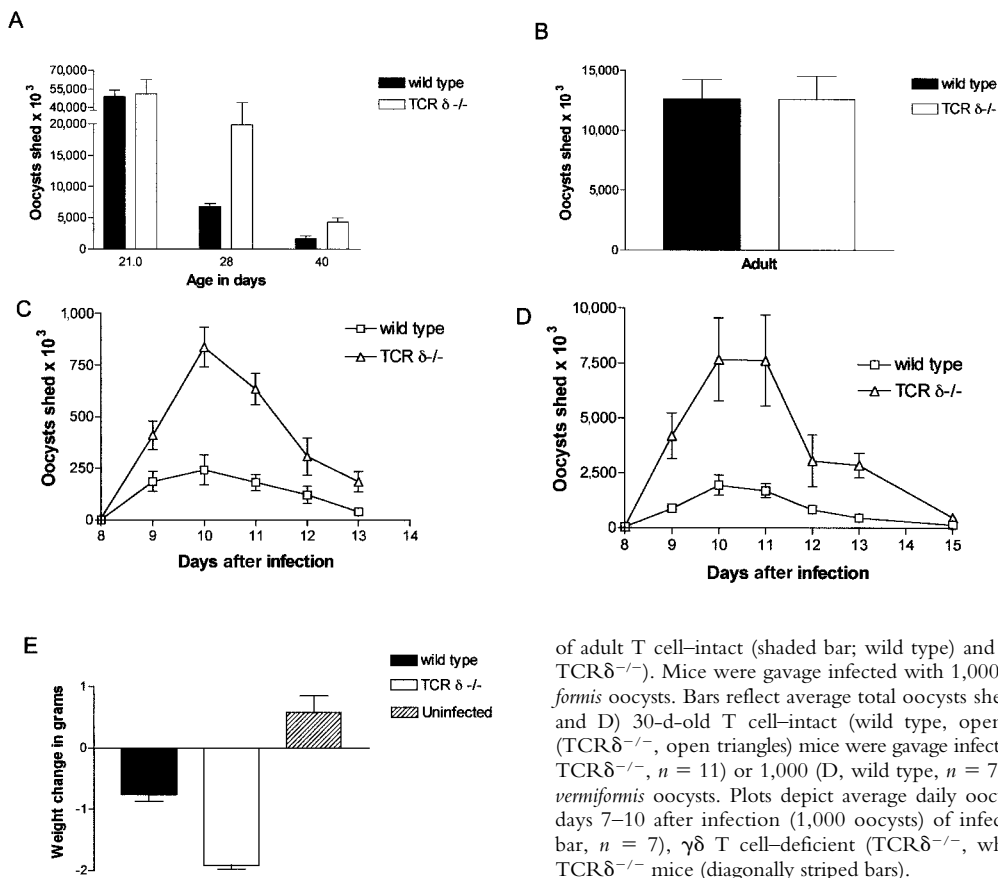 A
70,000
55,000
40,000
20,000
15,000
10,000
5,000
0
Oocysts shed x 10³
21.0 28 40
Age in days
wild type
TCR δ -/-
B
15,000
10,000
5,000
0
Oocysts shed x 10³
Adult
wild type
TCR δ-/-
C
1,000
750
500
250
0
Oocysts shed x 10³
8 9 10 11 12 13 14
Days after infection
wild type
TCR δ-/-
D
10,000
7,500
5,000
2,500
0
Oocysts shed x 10³
8 9 10 11 12 13 14 15
Days after infection
wild type
TCR δ-/-
E
1
0
-1
-2
Weight change in grams
wild type
TCR δ -/-
Uninfected
of adult T cell–intact (shaded bar; wild type) and
TCRδ⁻/⁻). Mice were gavage infected with 1,000
formis oocysts. Bars reflect average total oocysts she
and D) 30-d-old T cell–intact (wild type, open
(TCRδ⁻/⁻, open triangles) mice were gavage infect
TCRδ⁻/⁻, n = 11) or 1,000 (D, wild type, n = 7
vermiformis oocysts. Plots depict average daily ooc
days 7–10 after infection (1,000 oocysts) of infec
bar, n = 7), γδ T cell–deficient (TCRδ⁻/⁻, wh
TCRδ⁻/⁻ mice (diagonally striped bars).